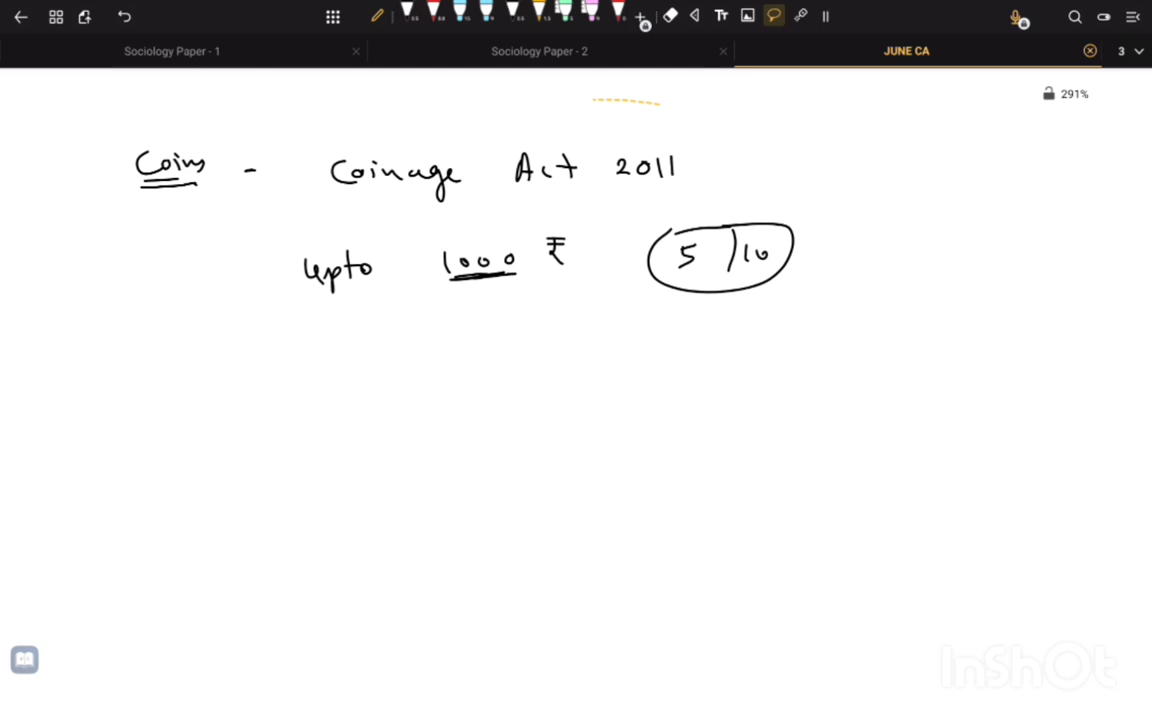 Sociology Paper - 1
Sociology Paper - 2
JUNE CA
3
291%
Coins - Coinage Act 2011
upto 1000 ₹ 5 / 10
InShOt